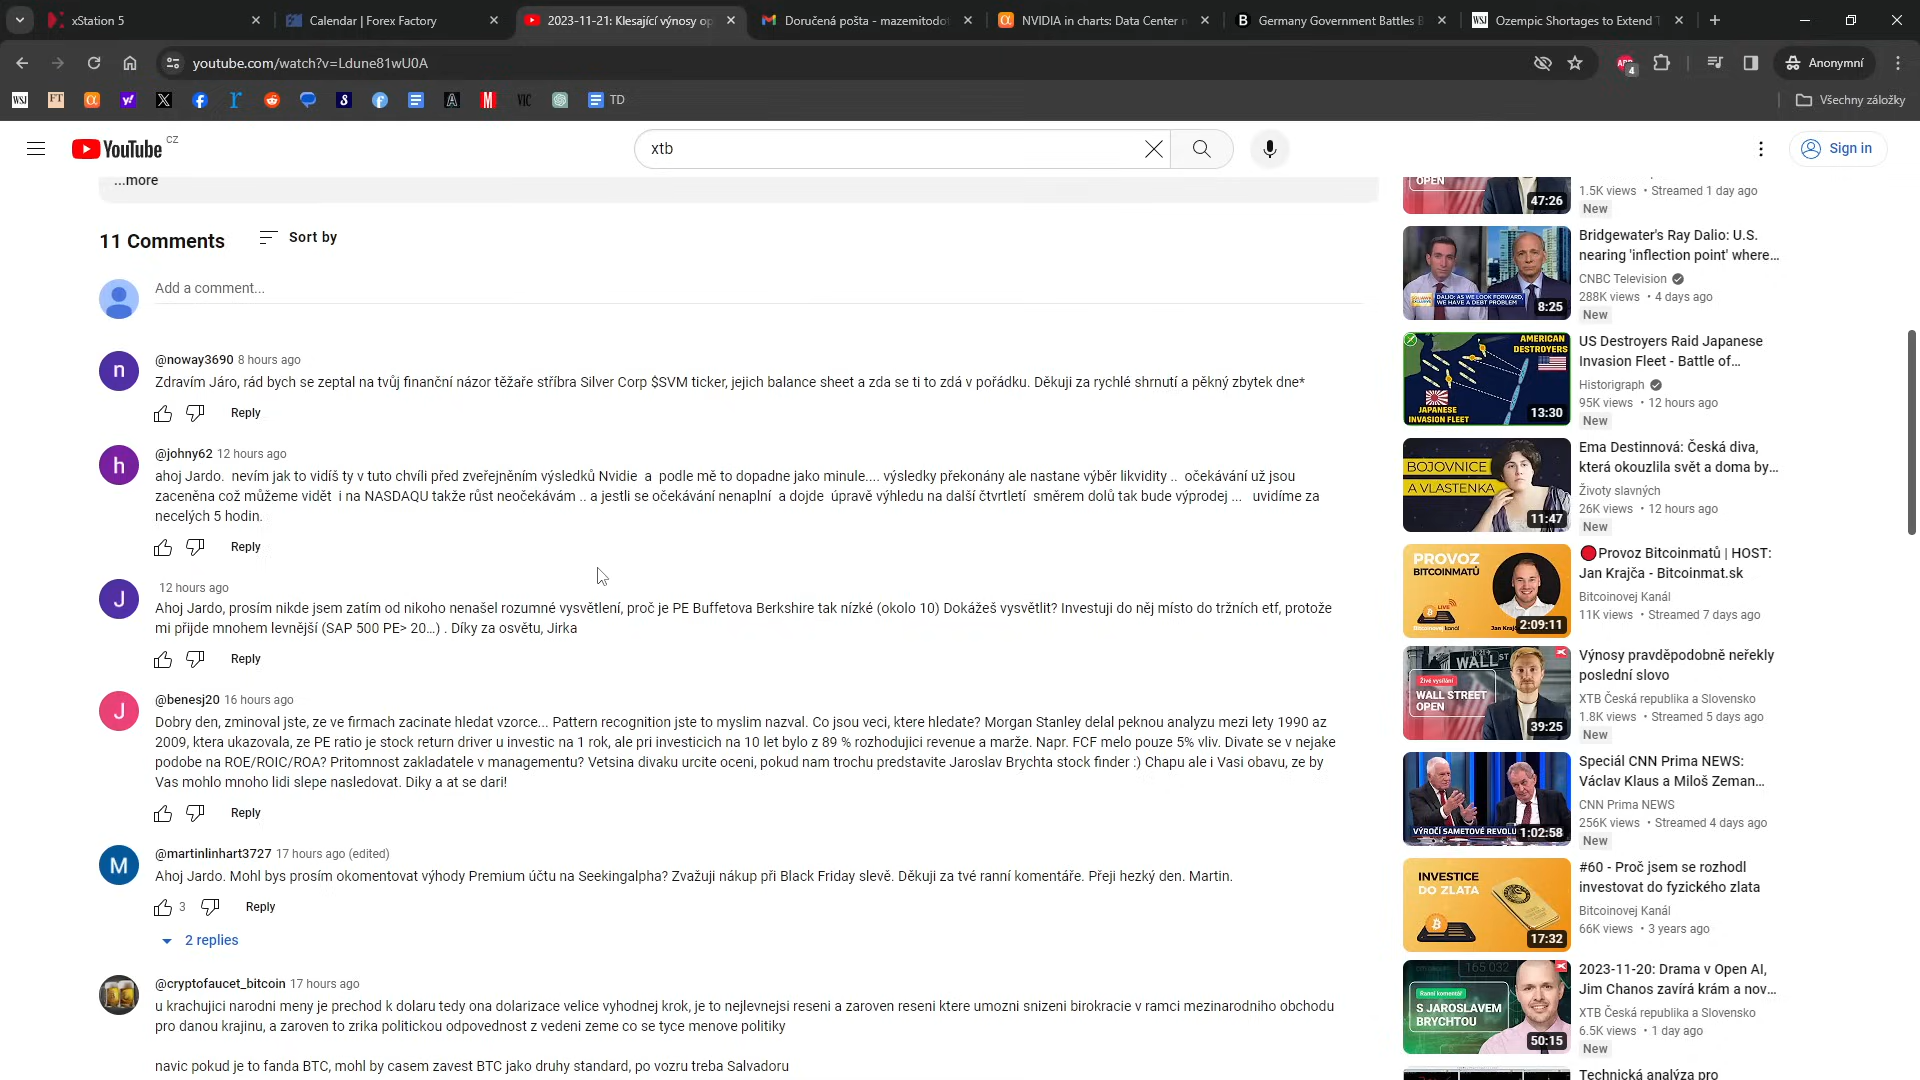 xStation 5
Calendar | Forex Factory
2023-11-21: Klesající výnosy op
Doručená pošta - mazemitodo
NVIDIA in charts: Data Center
Germany Government Battles B
WSJ Ozempic Shortages to Extend T
youtube.com/watch?v=Ldune81wU0A
4
Anonymní
TD
Všechny záložky
YouTube CZ
xtb
Sign in
...more
11 Comments
Sort by
Add a comment...
@noway3690 8 hours ago
Zdravím Járo, rád bych se zeptal na tvůj finanční názor těžaře stříbra Silver Corp $SVM ticker, jejich balance sheet a zda se ti to zdá v pořádku. Děkuji za rychlé shrnutí a pěkný zbytek dne*
Reply
@johny62 12 hours ago
ahoj Jardo. nevím jak to vidíš ty v tuto chvíli před zveřejněním výsledků Nvidie a podle mě to dopadne jako minule.... výsledky překonány ale nastane výběr likvidity .. očekávání už jsou
zaceněna což můžeme vidět i na NASDAQU takže růst neočekávám .. a jestli se očekávání nenaplní a dojde úpravě výhledu na další čtvrtletí směrem dolů tak bude výprodej ... uvidíme za
necelých 5 hodin.
Reply
12 hours ago
Ahoj Jardo, prosím nikde jsem zatím od nikoho nenašel rozumné vysvětlení, proč je PE Buffetova Berkshire tak nízké (okolo 10) Dokážeš vysvětlit? Investuji do něj místo do tržních etf, protože
mi přijde mnohem levnější (SAP 500 PE> 20...) . Díky za osvětu, Jirka
Reply
@benesj20 16 hours ago
Dobry den, zminoval jste, ze ve firmach zacinate hledat vzorce... Pattern recognition jste to myslim nazval. Co jsou veci, ktere hledate? Morgan Stanley delal peknou analyzu mezi lety 1990 az
2009, ktera ukazovala, ze PE ratio je stock return driver u investic na 1 rok, ale pri investicich na 10 let bylo z 89 % rozhodujici revenue a marže. Napr. FCF melo pouze 5% vliv. Divate se v nejake
podobe na ROE/ROIC/ROA? Pritomnost zakladatele v managementu? Vetsina divaku urcite oceni, pokud nam trochu predstavite Jaroslav Brychta stock finder :) Chapu ale i Vasi obavu, ze by
Vas mohlo mnoho lidi slepe nasledovat. Diky a at se dari!
Reply
@martinlinhart3727 17 hours ago (edited)
Ahoj Jardo. Mohl bys prosím okomentovat výhody Premium účtu na Seekingalpha? Zvažuji nákup při Black Friday slevě. Děkuji za tvé ranní komentáře. Přeji hezký den. Martin.
3
Reply
2 replies
@cryptofaucet_bitcoin 17 hours ago
u krachujici narodni meny je prechod k dolaru tedy ona dolarizace velice vyhodnej krok, je to nejlevnejsi reseni a zaroven reseni ktere umozni snizeni birokracie v ramci mezinarodniho obchodu
pro danou krajinu, a zaroven to zrika politickou odpovednost z vedeni zeme co se tyce menove politiky
navic pokud je to fanda BTC, mohl by casem zavest BTC jako druhy standard, po vozru treba Salvadoru
OPEN
47:26
1.5K views • Streamed 1 day ago
New
DALIO: AS WE LOOK FORWARD,
WE HAVE A DEBT PROBLEM
8:25
Bridgewater's Ray Dalio: U.S.
nearing 'inflection point' where...
CNBC Television
288K views • 4 days ago
New
AMERICAN
DESTROYERS
JAPANESE
INVASION FLEET
13:30
US Destroyers Raid Japanese
Invasion Fleet - Battle of...
Historigraph
95K views • 12 hours ago
New
BOJOVNICE
A VLASTENKA
11:47
Ema Destinnová: Česká diva,
která okouzlila svět a doma by...
Životy slavných
26K views • 12 hours ago
New
PROVOZ
BITCOINMATŮ
LIVE
Jan Krajča
2:09:11
Provoz Bitcoinmatů | HOST:
Jan Krajča - Bitcoinmat.sk
Bitcoinovej Kanál
11K views • Streamed 7 days ago
WALL ST
Živé vysílání
WALL STREET
OPEN
39:25
Výnosy pravděpodobně neřekly
poslední slovo
XTB Česká republika a Slovensko
1.8K views • Streamed 5 days ago
New
VÝROČÍ SAMETOVÉ REVOLU
1:02:58
Speciál CNN Prima NEWS:
Václav Klaus a Miloš Zeman...
CNN Prima NEWS
256K views • Streamed 4 days ago
New
INVESTICE
DO ZLATA
17:32
#60 - Proč jsem se rozhodl
investovat do fyzického zlata
Bitcoinovej Kanál
66K views • 3 years ago
165 032
Ranní komentář
S JAROSLAVEM
BRYCHTOU
50:15
2023-11-20: Drama v Open AI,
Jim Chanos zavírá krám a nov...
XTB Česká republika a Slovensko
6.5K views • 1 day ago
New
Technická analýza pro